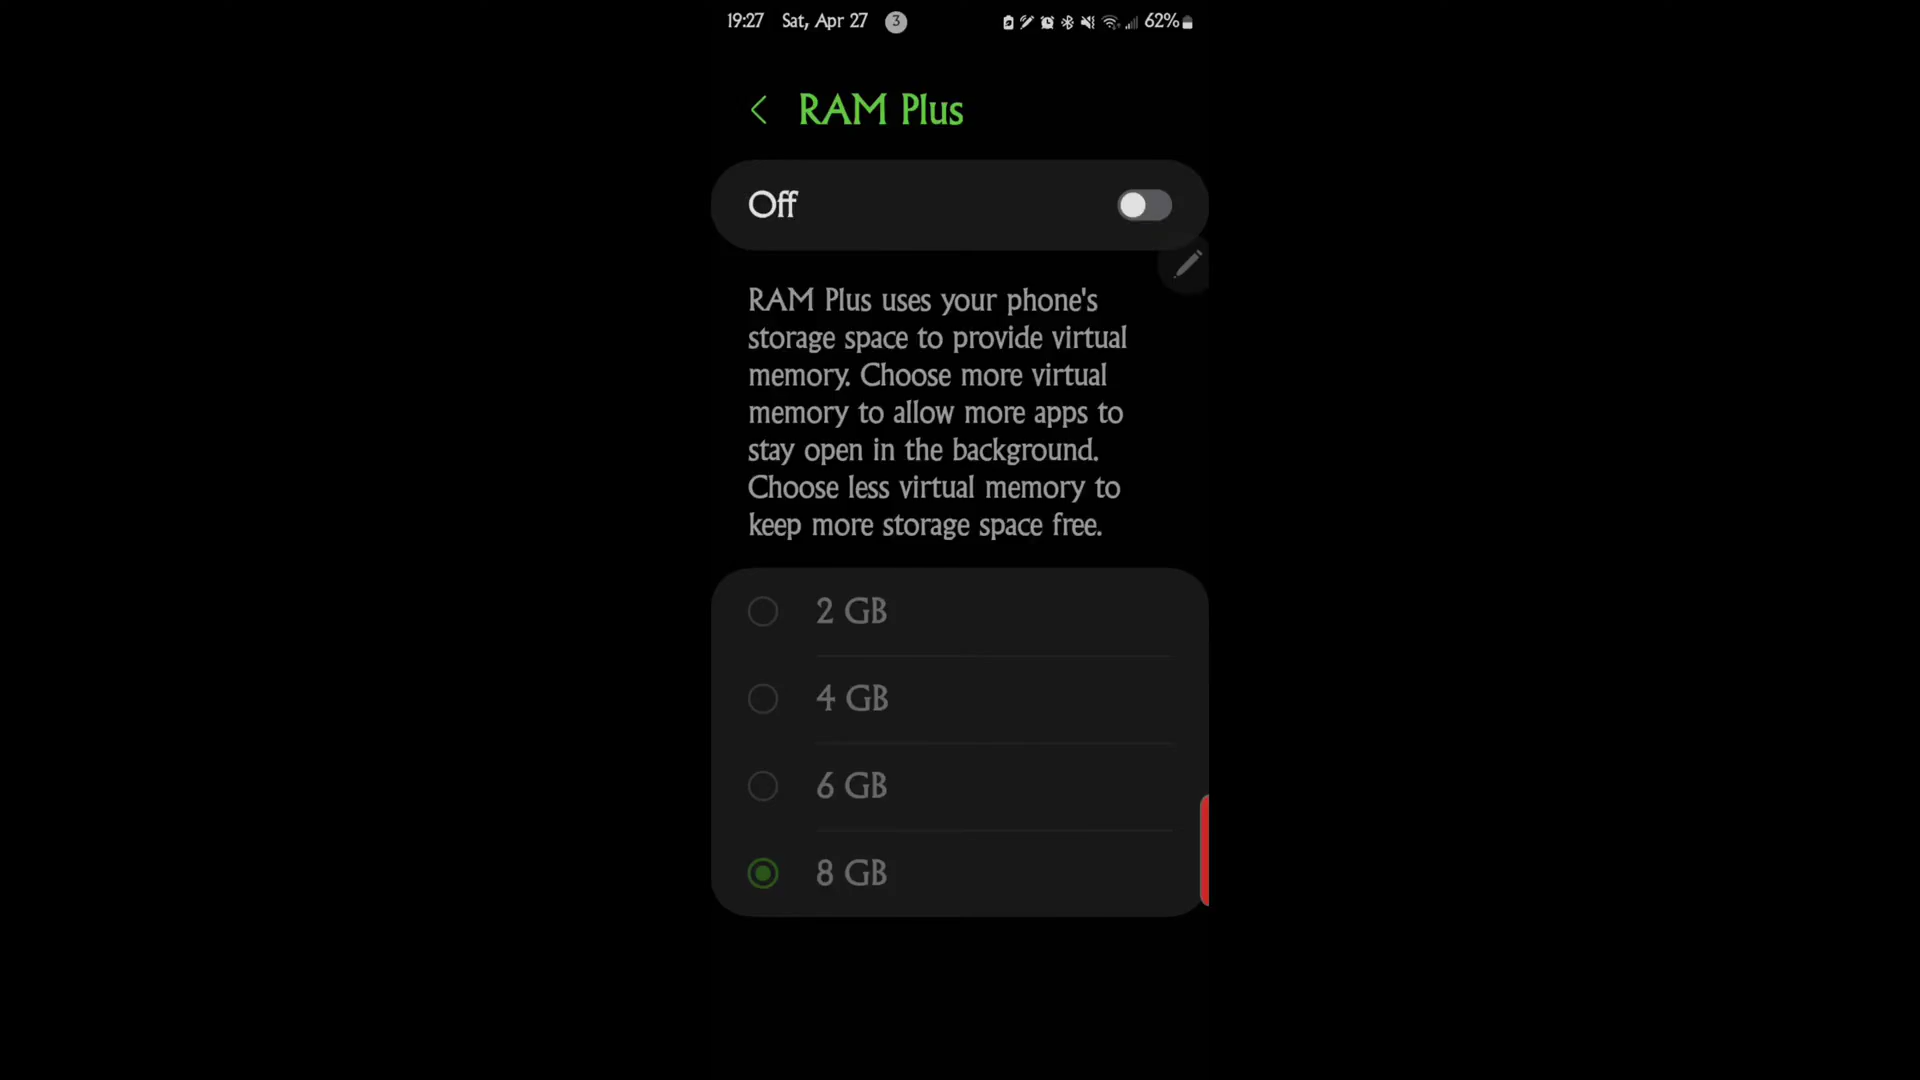 19:27 Sat, Apr 27 3 62%
RAM Plus
Off
RAM Plus uses your phone's
storage space to provide virtual
memory. Choose more virtual
memory to allow more apps to
stay open in the background.
Choose less virtual memory to
keep more storage space free.
2 GB
4 GB
6 GB
8 GB